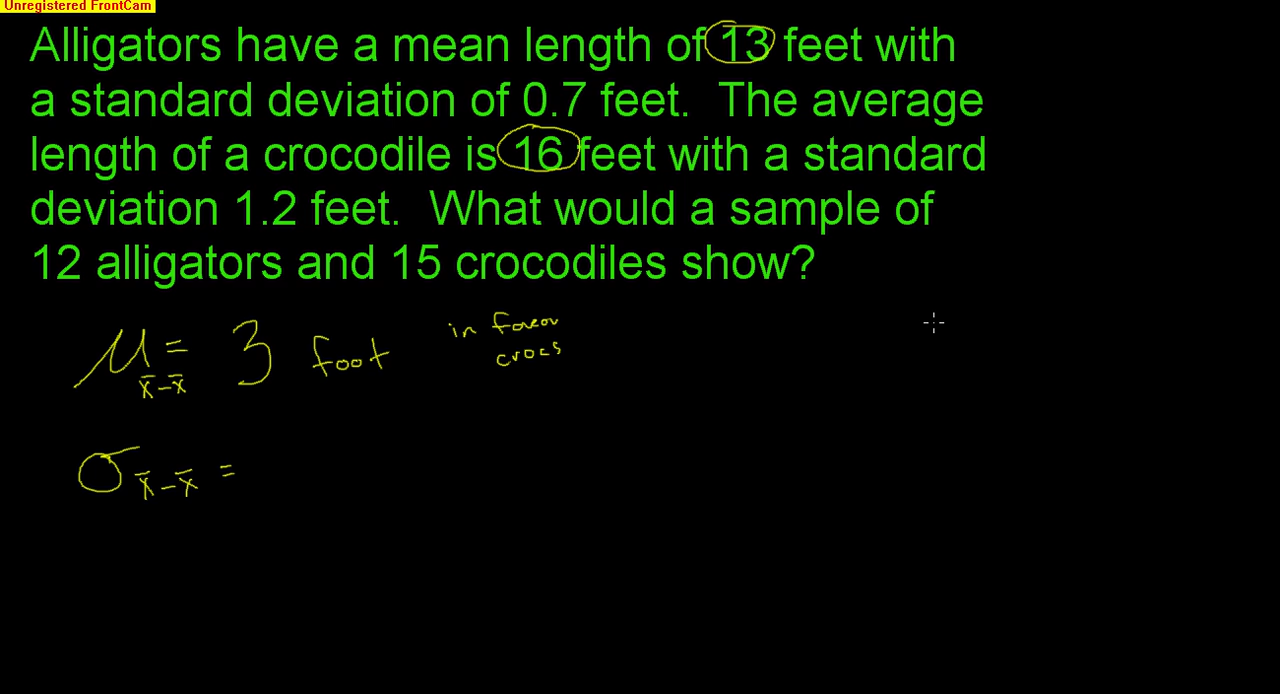 Unregistered FrontCam
Alligators have a mean length of 13 feet with
a standard deviation of 0.7 feet. The average
length of a crocodile is 16 feet with a standard
deviation 1.2 feet. What would a sample of
12 alligators and 15 crocodiles show?
μ x̄-x̄ = 3 foot in favor
crocs
σ x̄-x̄ =